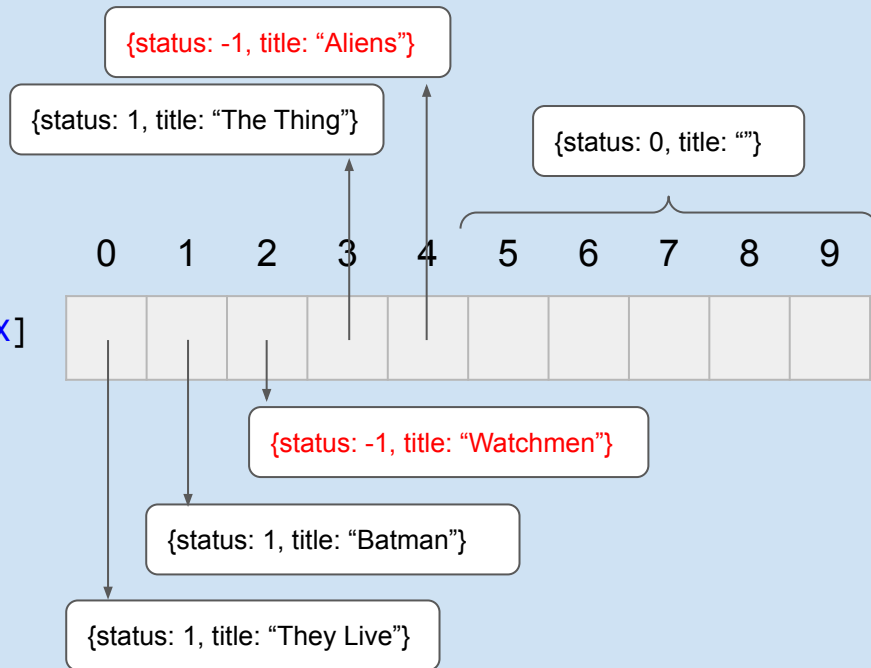 {status: -1, title: “Aliens”}
{status: 1, title: “The Thing”}
{status: 0, title: “”}
0 1 2 3 4 5 6 7 8 9
X]
{status: -1, title: “Watchmen”}
{status: 1, title: “Batman”}
{status: 1, title: “They Live”}